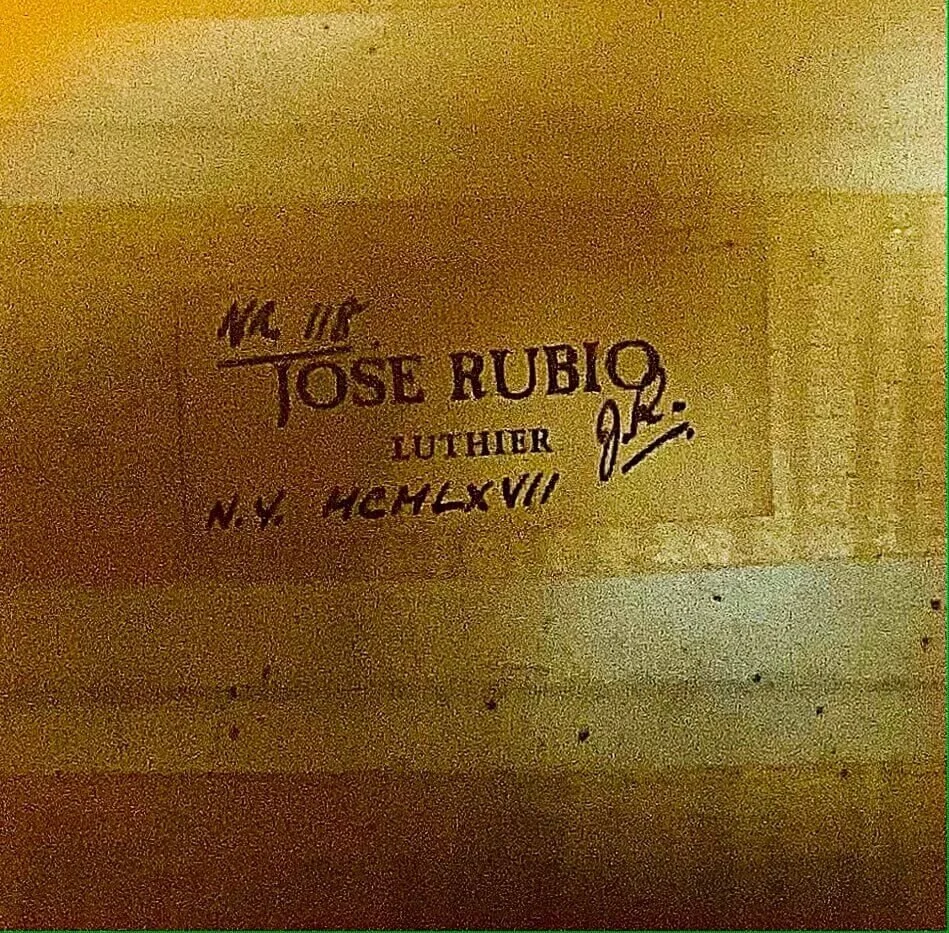 NR. 118
JOSE RUBIO
LUTHIER J.R.
N.Y. MCMLXVII